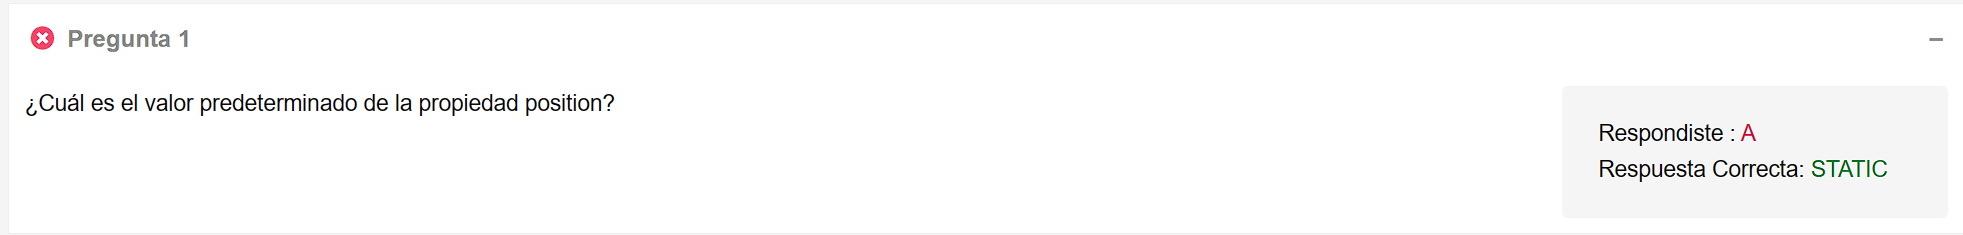 Pregunta 1
¿Cuál es el valor predeterminado de la propiedad position?
Respondiste : A
Respuesta Correcta: STATIC